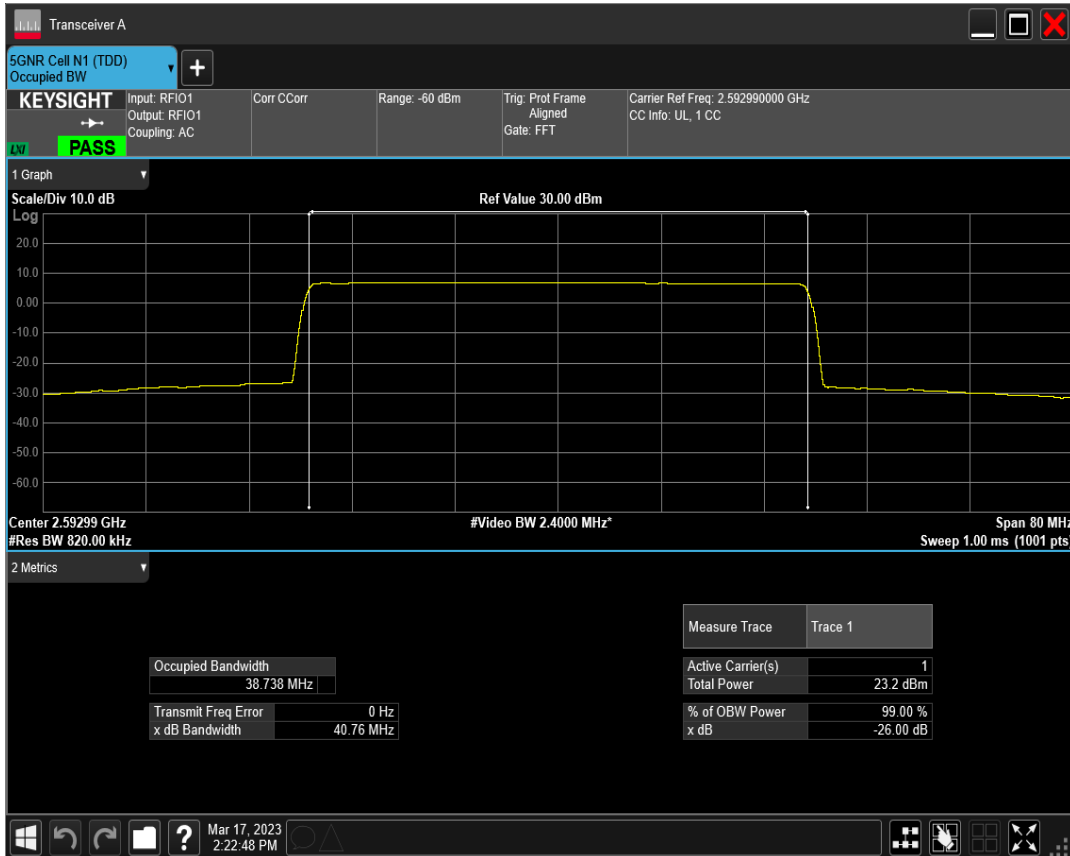 Transceiver A
5GNR Cell N1 (TDD)
Occupied BW
+
KEYSIGHT
Input: RFIO1
Output: RFIO1
Coupling: AC
Corr CCorr
Range: -60 dBm
Trig: Prot Frame
Aligned
Gate: FFT
Carrier Ref Freq: 2.592990000 GHz
CC Info: UL, 1 CC
LXI
PASS
1 Graph
Scale/Div 10.0 dB
Ref Value 30.00 dBm
Log
20.0
10.0
0.00
-10.0
-20.0
-30.0
-40.0
-50.0
-60.0
Center 2.59299 GHz
#Video BW 2.4000 MHz*
Span 80 MHz
#Res BW 820.00 kHz
Sweep 1.00 ms (1001 pts)
2 Metrics
Measure Trace Trace 1
Occupied Bandwidth
38.738 MHz
Active Carrier(s) 1
Total Power 23.2 dBm
Transmit Freq Error 0 Hz
x dB Bandwidth 40.76 MHz
% of OBW Power 99.00 %
x dB -26.00 dB
?
Mar 17, 2023
2:22:48 PM